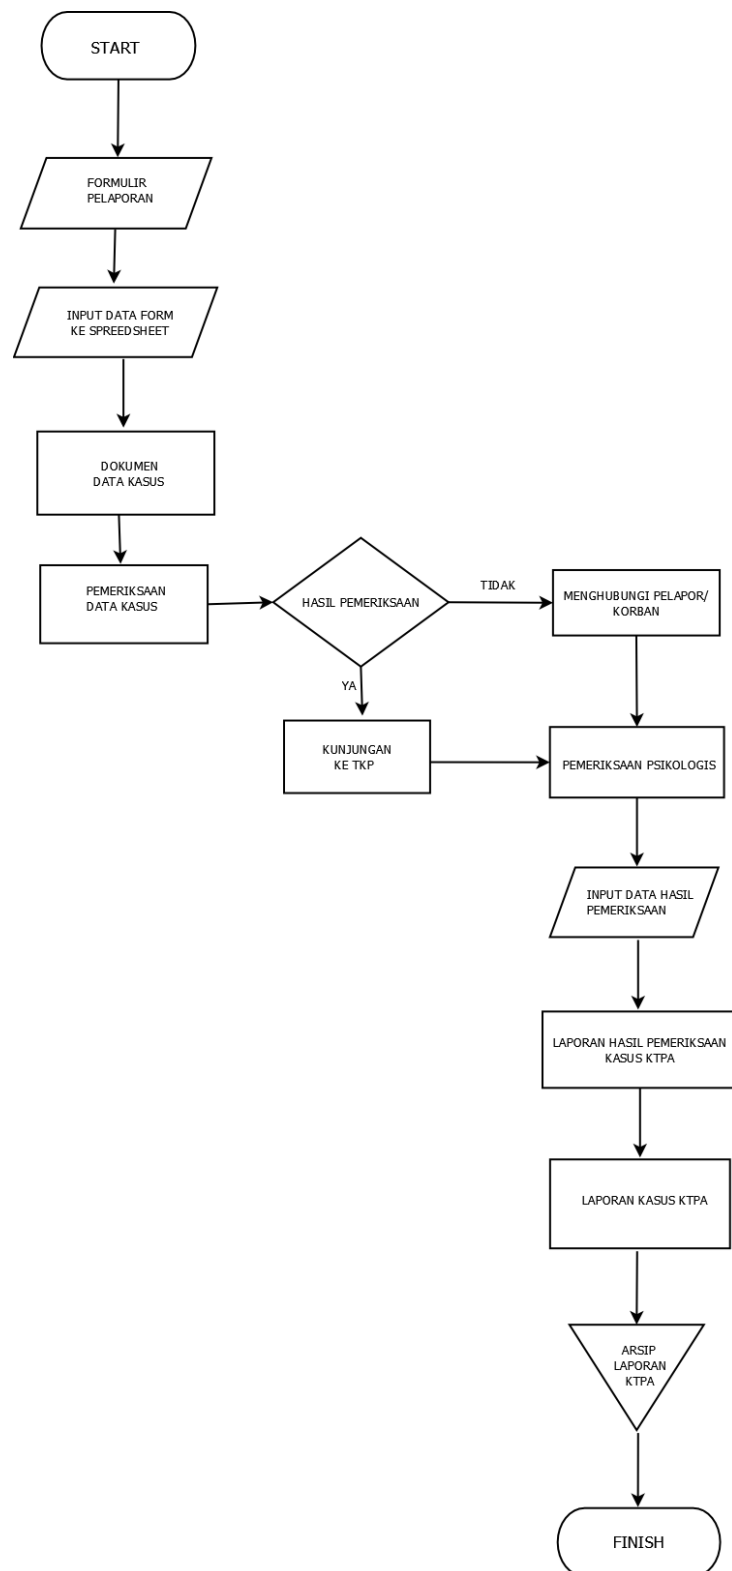 START
FORMULIR
PELAPORAN
INPUT DATA FORM
KE SPREEDSHEET
DOKUMEN
DATA KASUS
PEMERIKSAAN
DATA KASUS
HASIL PEMERIKSAAN
TIDAK
MENGHUBUNGI PELAPOR/
KORBAN
YA
KUNJUNGAN
KE TKP
PEMERIKSAAN PSIKOLOGIS
INPUT DATA HASIL
PEMERIKSAAN
LAPORAN HASIL PEMERIKSAAN
KASUS KTPA
LAPORAN KASUS KTPA
ARSIP
LAPORAN
KTPA
FINISH